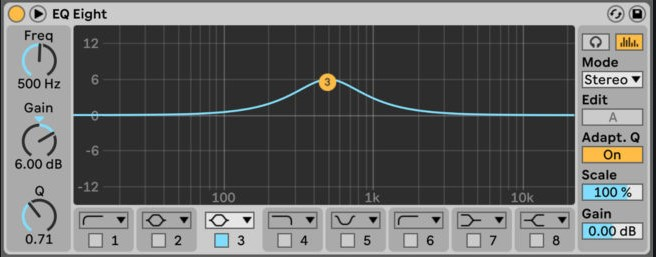 EQ Eight
Freq
500 Hz
Gain
6.00 dB
Q
0.71
12
6
0
-6
-12
3
100
1k
10k
1
2
3
4
5
6
7
8
Mode
Stereo
Edit
A
Adapt. Q
On
Scale
100 %
Gain
0.00 dB